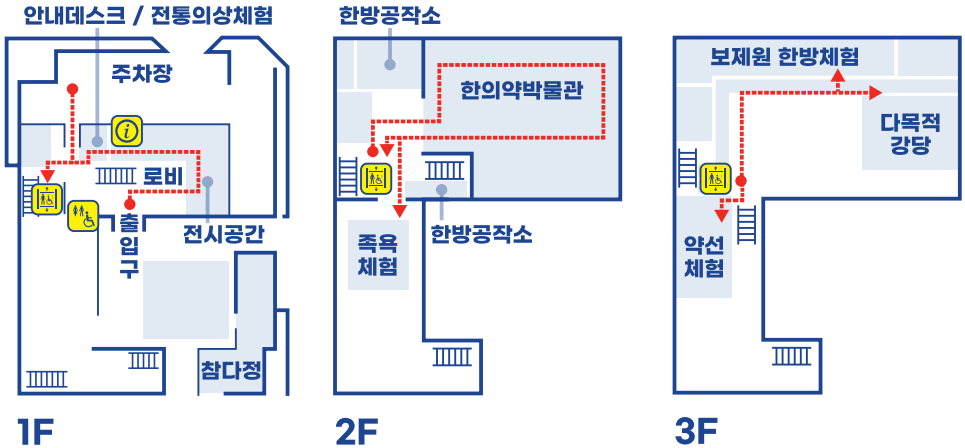 안내데스크 / 전통의상체험
주차장
i
로비
전시공간
출
입
구
참다정
1F
한방공작소
한의약박물관
한방공작소
족욕
체험
2F
보제원 한방체험
다목적
강당
약선
체험
3F